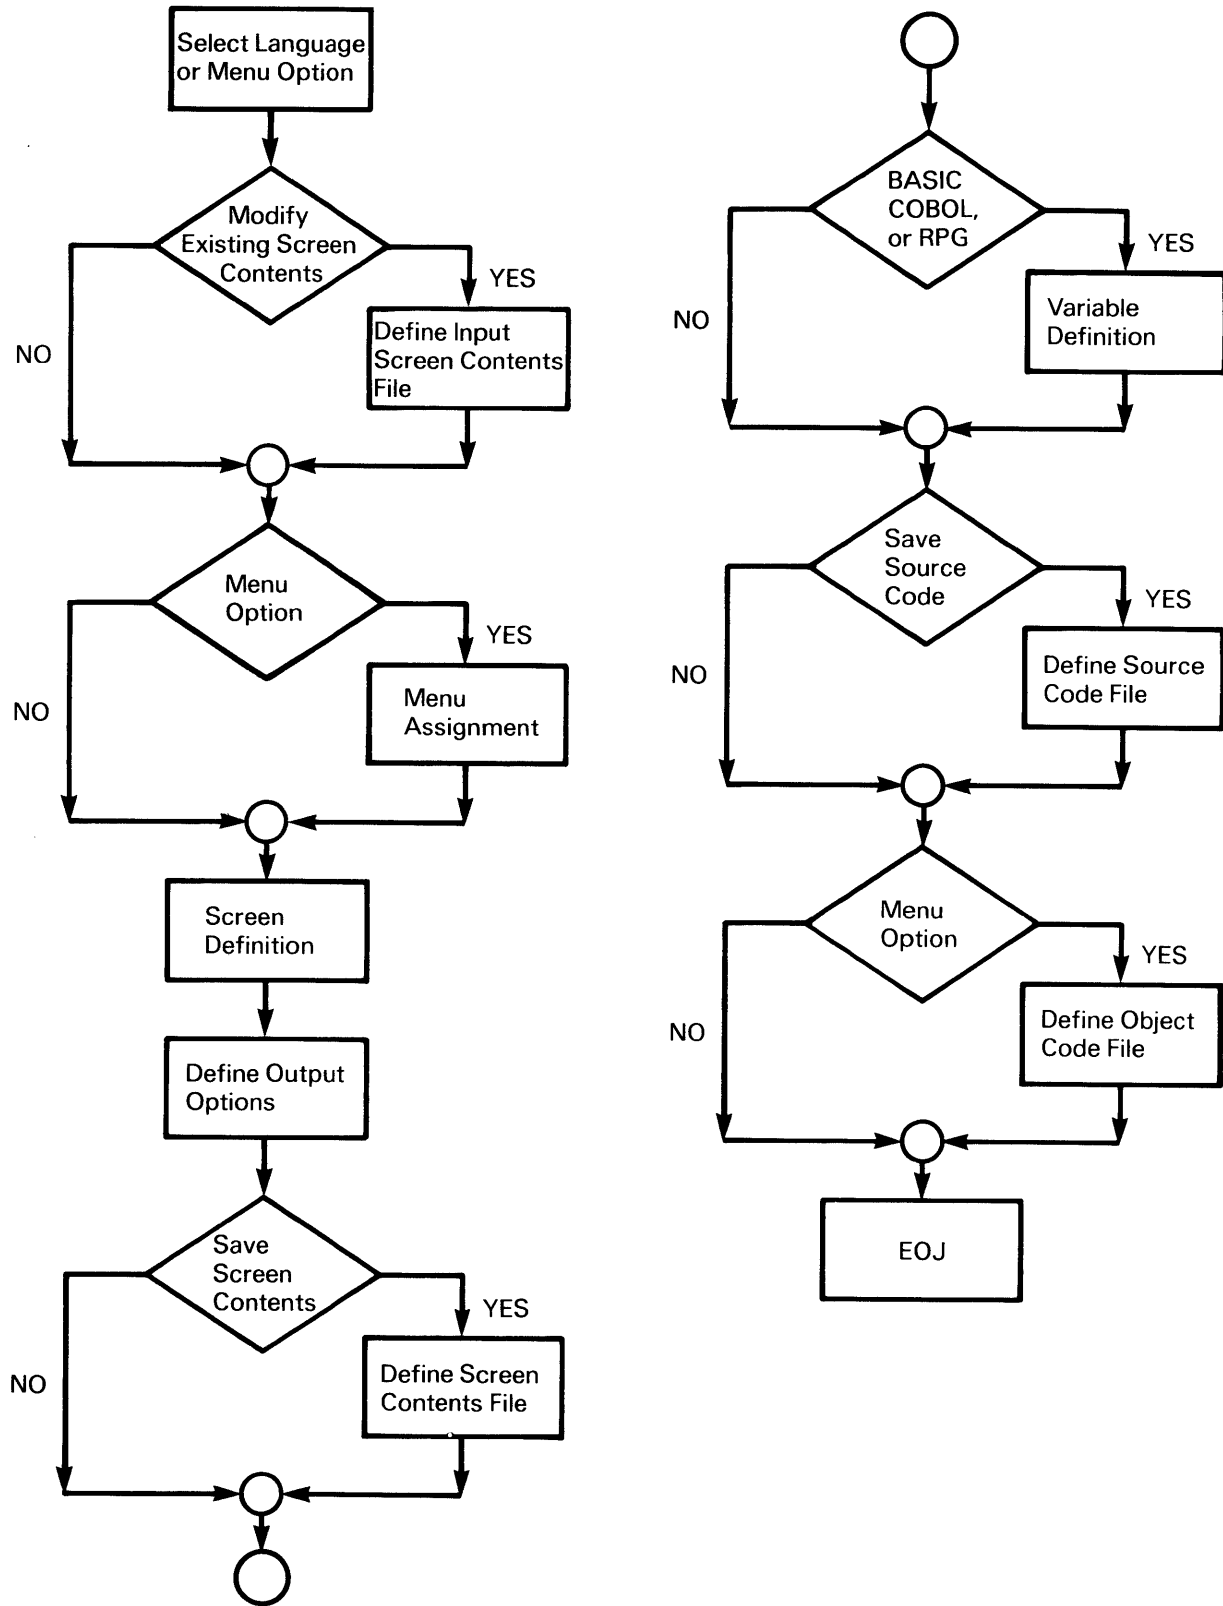 Select Language
or Menu Option
Modify
Existing Screen
Contents
YES
NO
Define Input
Screen Contents
File
Menu
Option
YES
NO
Menu
Assignment
Screen
Definition
Define Output
Options
Save
Screen
Contents
YES
NO
Define Screen
Contents File
BASIC
COBOL,
or RPG
YES
NO
Variable
Definition
Save
Source
Code
YES
NO
Define Source
Code File
Menu
Option
YES
NO
Define Object
Code File
EOJ